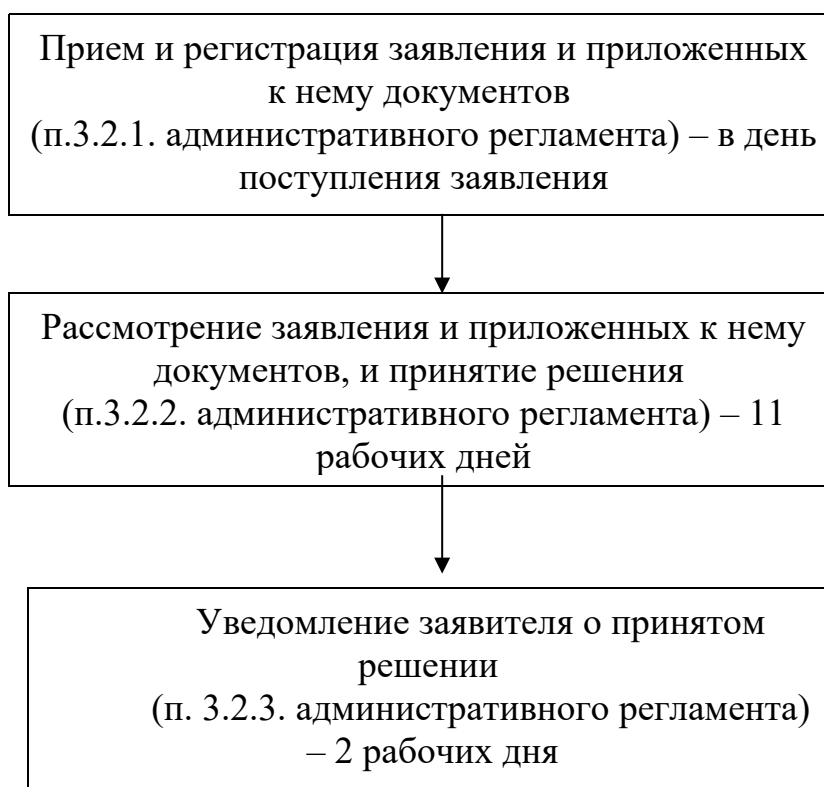 Прием и регистрация заявления и приложенных
к нему документов
(п.3.2.1. административного регламента) – в день
поступления заявления
Рассмотрение заявления и приложенных к нему
документов, и принятие решения
(п.3.2.2. административного регламента) – 11
рабочих дней
Уведомление заявителя о принятом
решении
(п. 3.2.3. административного регламента)
– 2 рабочих дня